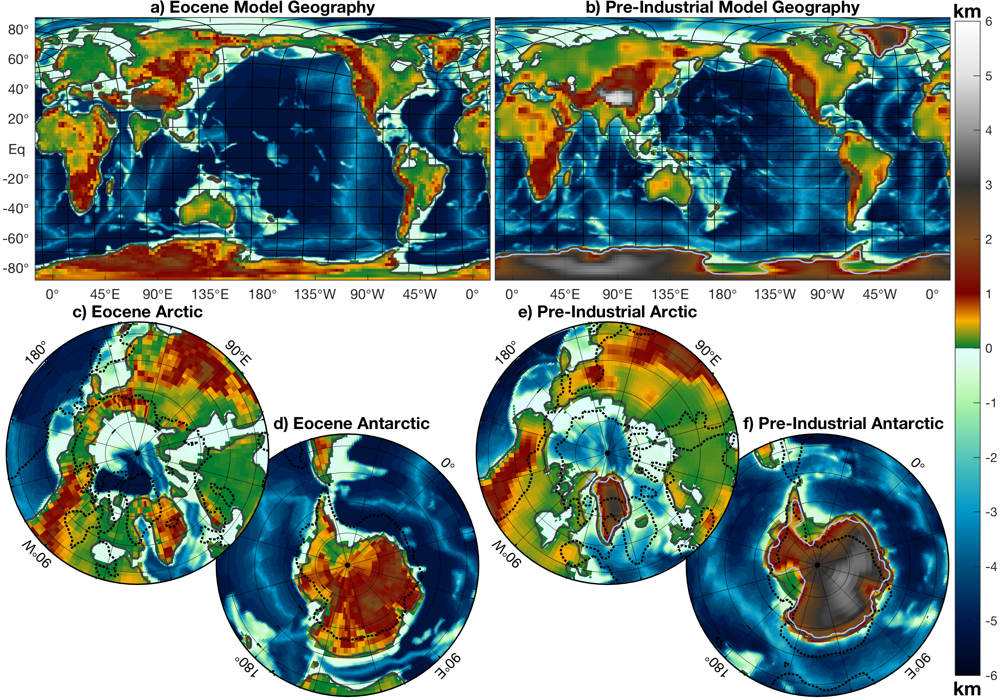 a) Eocene Model Geography
b) Pre-Industrial Model Geography
km
80°
60°
40°
20°
Eq
-20°
-40°
-60°
-80°
0° 45°E 90°E 135°E 180° 135°W 90°W 45°W 0°
0° 45°E 90°E 135°E 180° 135°W 90°W 45°W 0°
6
5
4
3
2
1
0
-1
-2
-3
-4
-5
-6
km
c) Eocene Arctic
180°
90°E
90°W
d) Eocene Antarctic
0°
90°E
180°
e) Pre-Industrial Arctic
180°
90°E
90°W
f) Pre-Industrial Antarctic
0°
90°E
180°